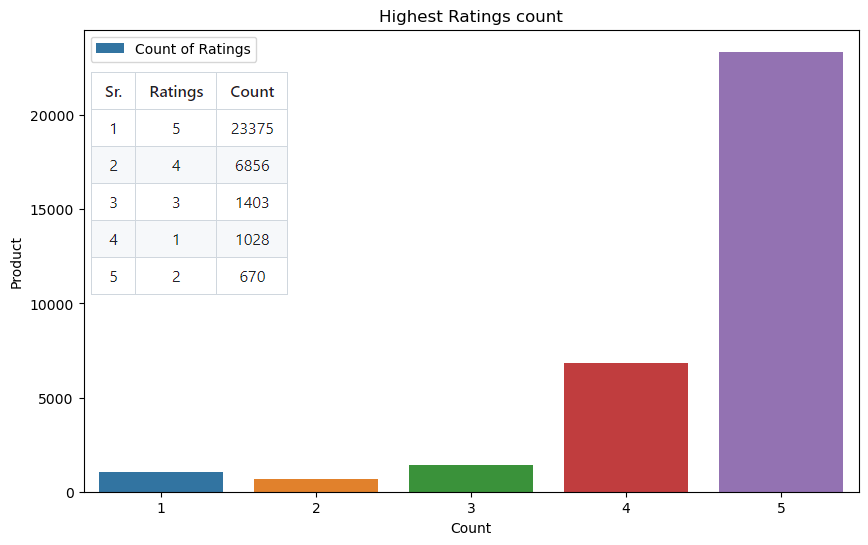 Highest Ratings count
Count of Ratings
Sr. Ratings Count
1 5 23375
2 4 6856
3 3 1403
4 1 1028
5 2 670
Product
20000
15000
10000
5000
0
1 2 3 4 5
Count